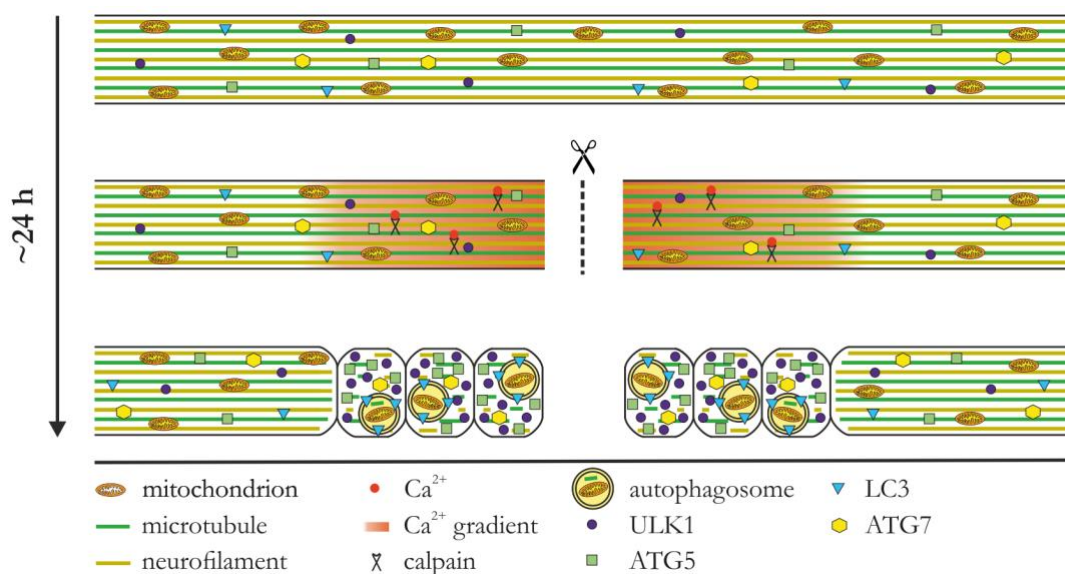 ~24 h
mitochondrion
microtubule
neurofilament
Ca²⁺
Ca²⁺ gradient
calpain
autophagosome
ULK1
ATG5
LC3
ATG7